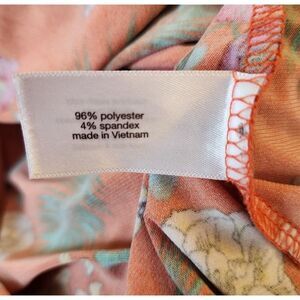 96% polyester
4% spandex
made in Vietnam